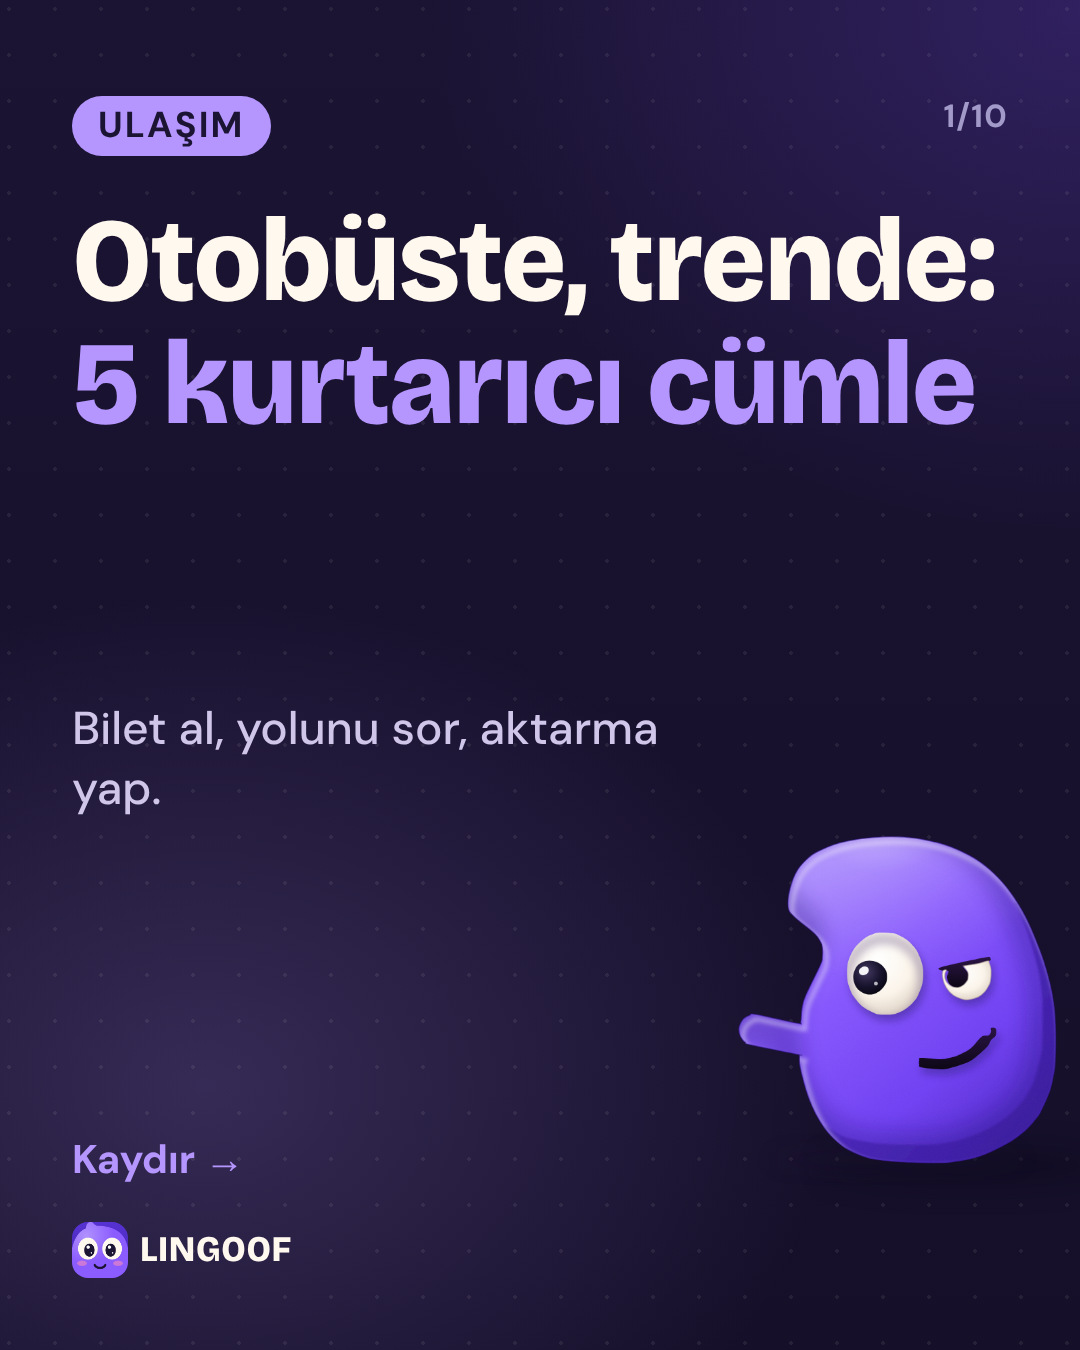 ULAŞIM
1/10
Otobüste, trende:
5 kurtarıcı cümle
Bilet al, yolunu sor, aktarma
yap.
Kaydır →
LINGOOF